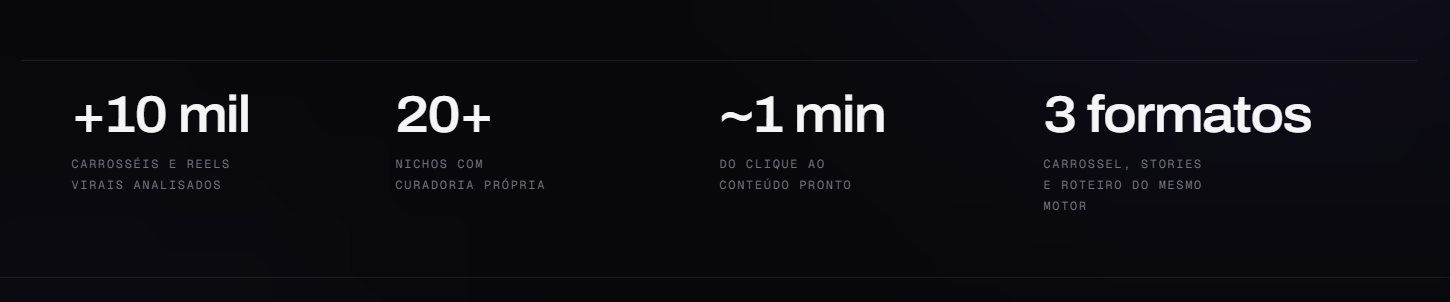 +10 mil
CARROSSÉIS E REELS
VIRAIS ANALISADOS
20+
NICHOS COM
CURADORIA PRÓPRIA
~1 min
DO CLIQUE AO
CONTEÚDO PRONTO
3 formatos
CARROSSEL, STORIES
E ROTEIRO DO MESMO
MOTOR